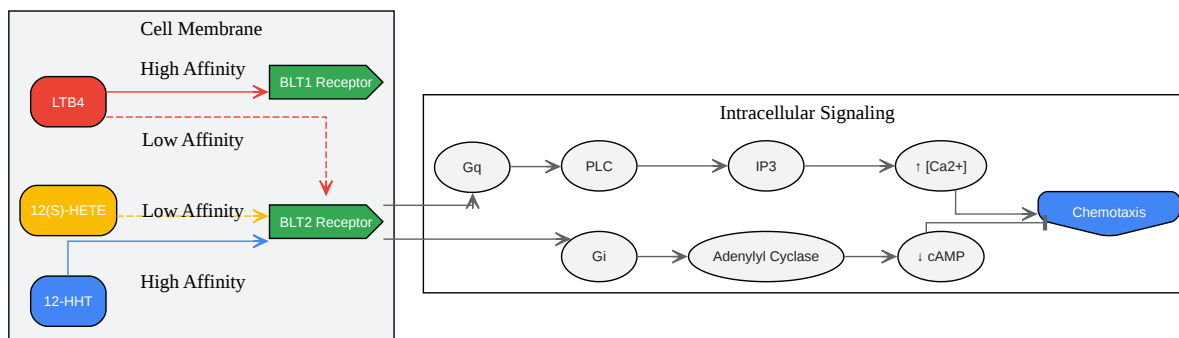 Cell Membrane
High Affinity
BLT1 Receptor
LTB4
Low Affinity
12(S)-HETE
Low Affinity
BLT2 Receptor
High Affinity
12-HHT
Intracellular Signaling
Gq
PLC
IP3
↑ [Ca2+]
Chemotaxis
Gi
Adenylyl Cyclase
↓ cAMP